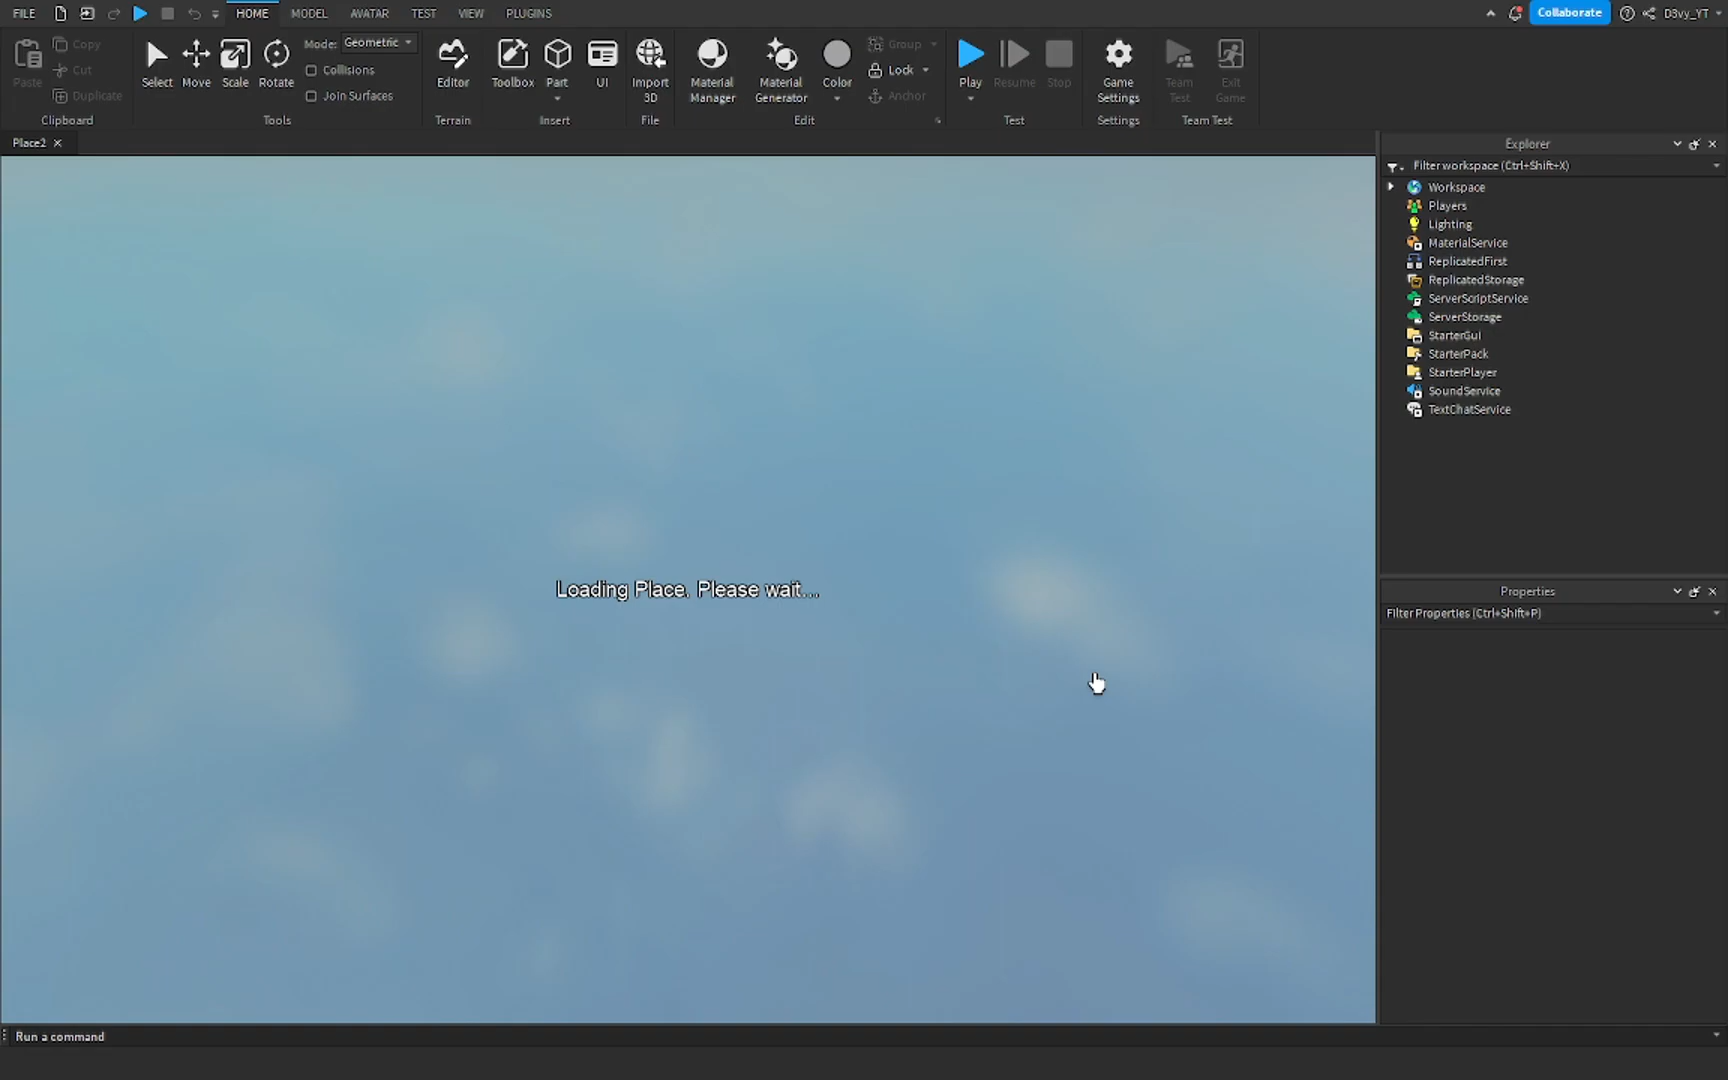 FILE HOME MODEL AVATAR TEST VIEW PLUGINS Collaborate D3vy_YT
Paste Copy Cut Duplicate
Clipboard
Select Move Scale Rotate Mode: Geometric Collisions Join Surfaces
Tools
Editor
Terrain
Toolbox Part UI
Insert
Import 3D
File
Material Manager Material Generator Color Group Lock Anchor
Edit
Play Resume Stop
Test
Game Settings
Settings
Team Test Exit Game
Team Test
Place2
Loading Place. Please wait...
Explorer
Filter workspace (Ctrl+Shift+X)
Workspace
Players
Lighting
MaterialService
ReplicatedFirst
ReplicatedStorage
ServerScriptService
ServerStorage
StarterGui
StarterPack
StarterPlayer
SoundService
TextChatService
Properties
Filter Properties (Ctrl+Shift+P)
Run a command